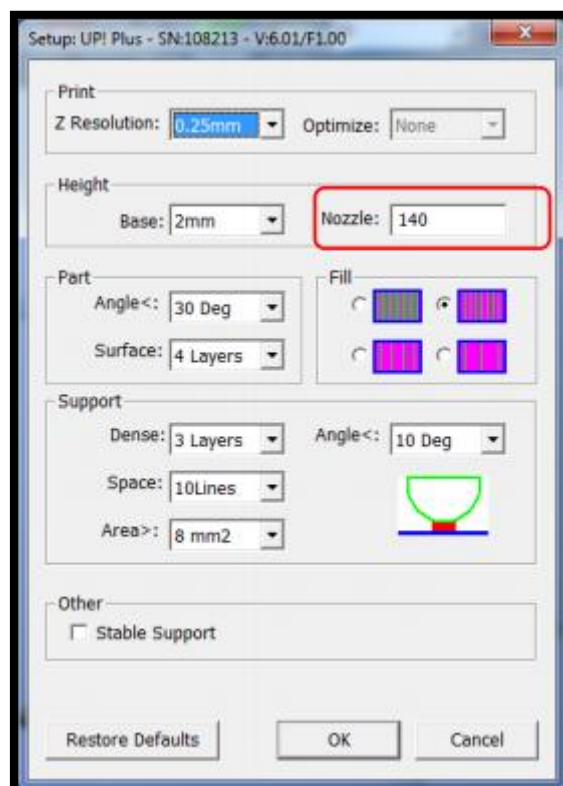 Setup: UP! Plus - SN:108213 - V:6.01/F1.00
Print
Z Resolution: 0.25mm Optimize: None
Height
Base: 2mm Nozzle: 140
Part
Fill
Angle<: 30 Deg
Surface: 4 Layers
Support
Dense: 3 Layers Angle<: 10 Deg
Space: 10Lines
Area>: 8 mm2
Other
Stable Support
Restore Defaults OK Cancel